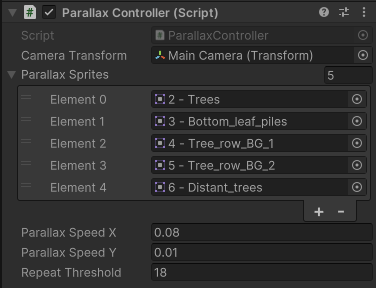 Parallax Controller (Script)
Script ParallaxController
Camera Transform Main Camera (Transform)
Parallax Sprites 5
Element 0 2 - Trees
Element 1 3 - Bottom_leaf_piles
Element 2 4 - Tree_row_BG_1
Element 3 5 - Tree_row_BG_2
Element 4 6 - Distant_trees
+ -
Parallax Speed X 0.08
Parallax Speed Y 0.01
Repeat Threshold 18